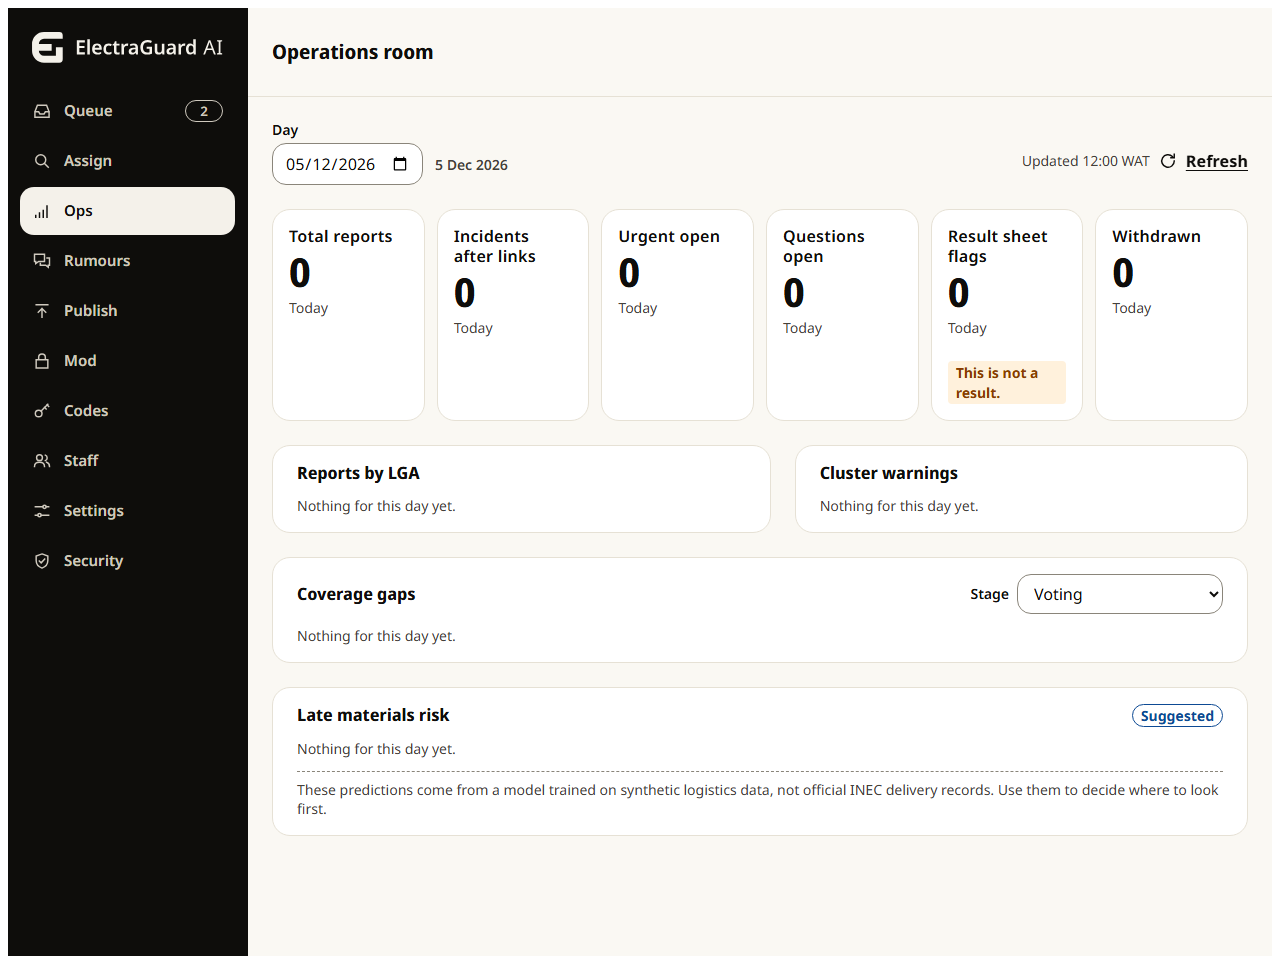 ElectraGuard AI
Queue 2
Assign
Ops
Rumours
Publish
Mod
Codes
Staff
Settings
Security
Operations room
Day
05/12/2026
5 Dec 2026
Updated 12:00 WAT
Refresh
Total reports
0
Today
Incidents
after links
0
Today
Urgent open
0
Today
Questions
open
0
Today
Result sheet
flags
0
Today
This is not a
result.
Withdrawn
0
Today
Reports by LGA
Nothing for this day yet.
Cluster warnings
Nothing for this day yet.
Coverage gaps
Stage
Voting
Nothing for this day yet.
Late materials risk
Suggested
Nothing for this day yet.
These predictions come from a model trained on synthetic logistics data, not official INEC delivery records. Use them to decide where to look
first.